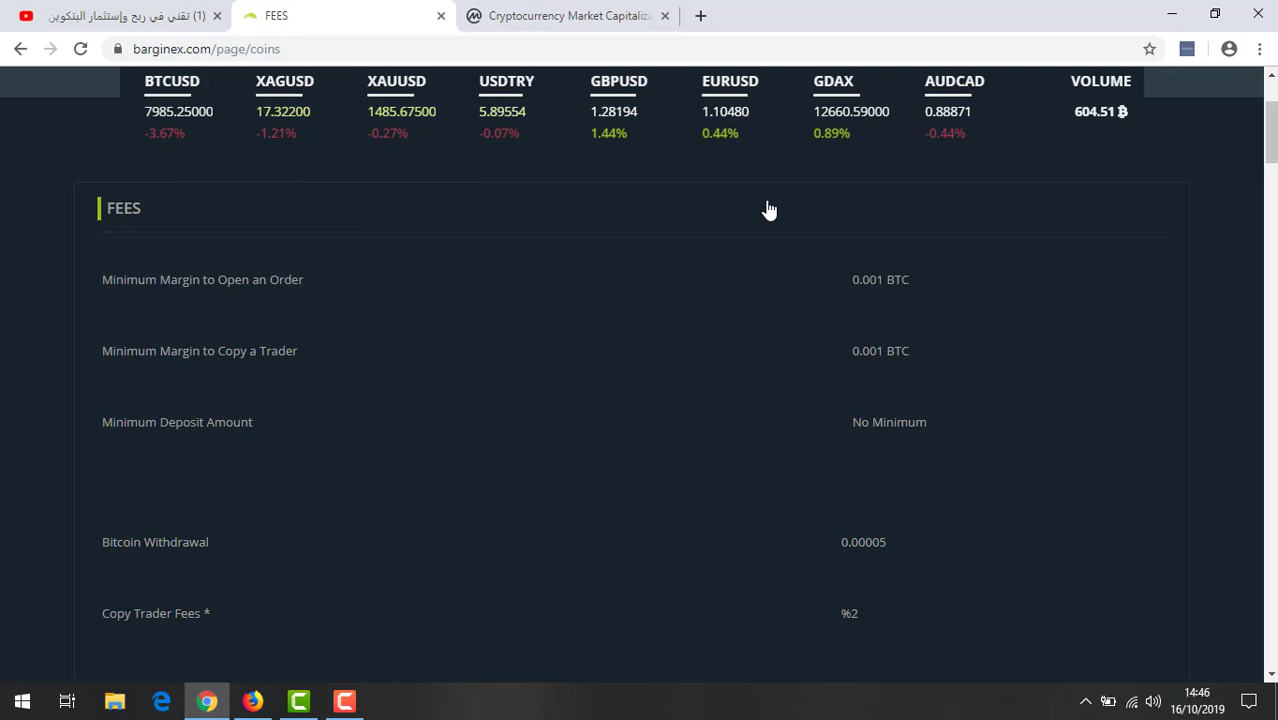 (1) تقني في ربح وإستثمار البتكوين
FEES
Cryptocurrency Market Capitaliza
barginex.com/page/coins
BTCUSD XAGUSD XAUUSD USDTRY GBPUSD EURUSD GDAX AUDCAD VOLUME
7985.25000 17.32200 1485.67500 5.89554 1.28194 1.10480 12660.59000 0.88871 604.51
-3.67% -1.21% -0.27% -0.07% 1.44% 0.44% 0.89% -0.44%
FEES
Minimum Margin to Open an Order 0.001 BTC
Minimum Margin to Copy a Trader 0.001 BTC
Minimum Deposit Amount No Minimum
Bitcoin Withdrawal 0.00005
Copy Trader Fees * %2
14:46
16/10/2019